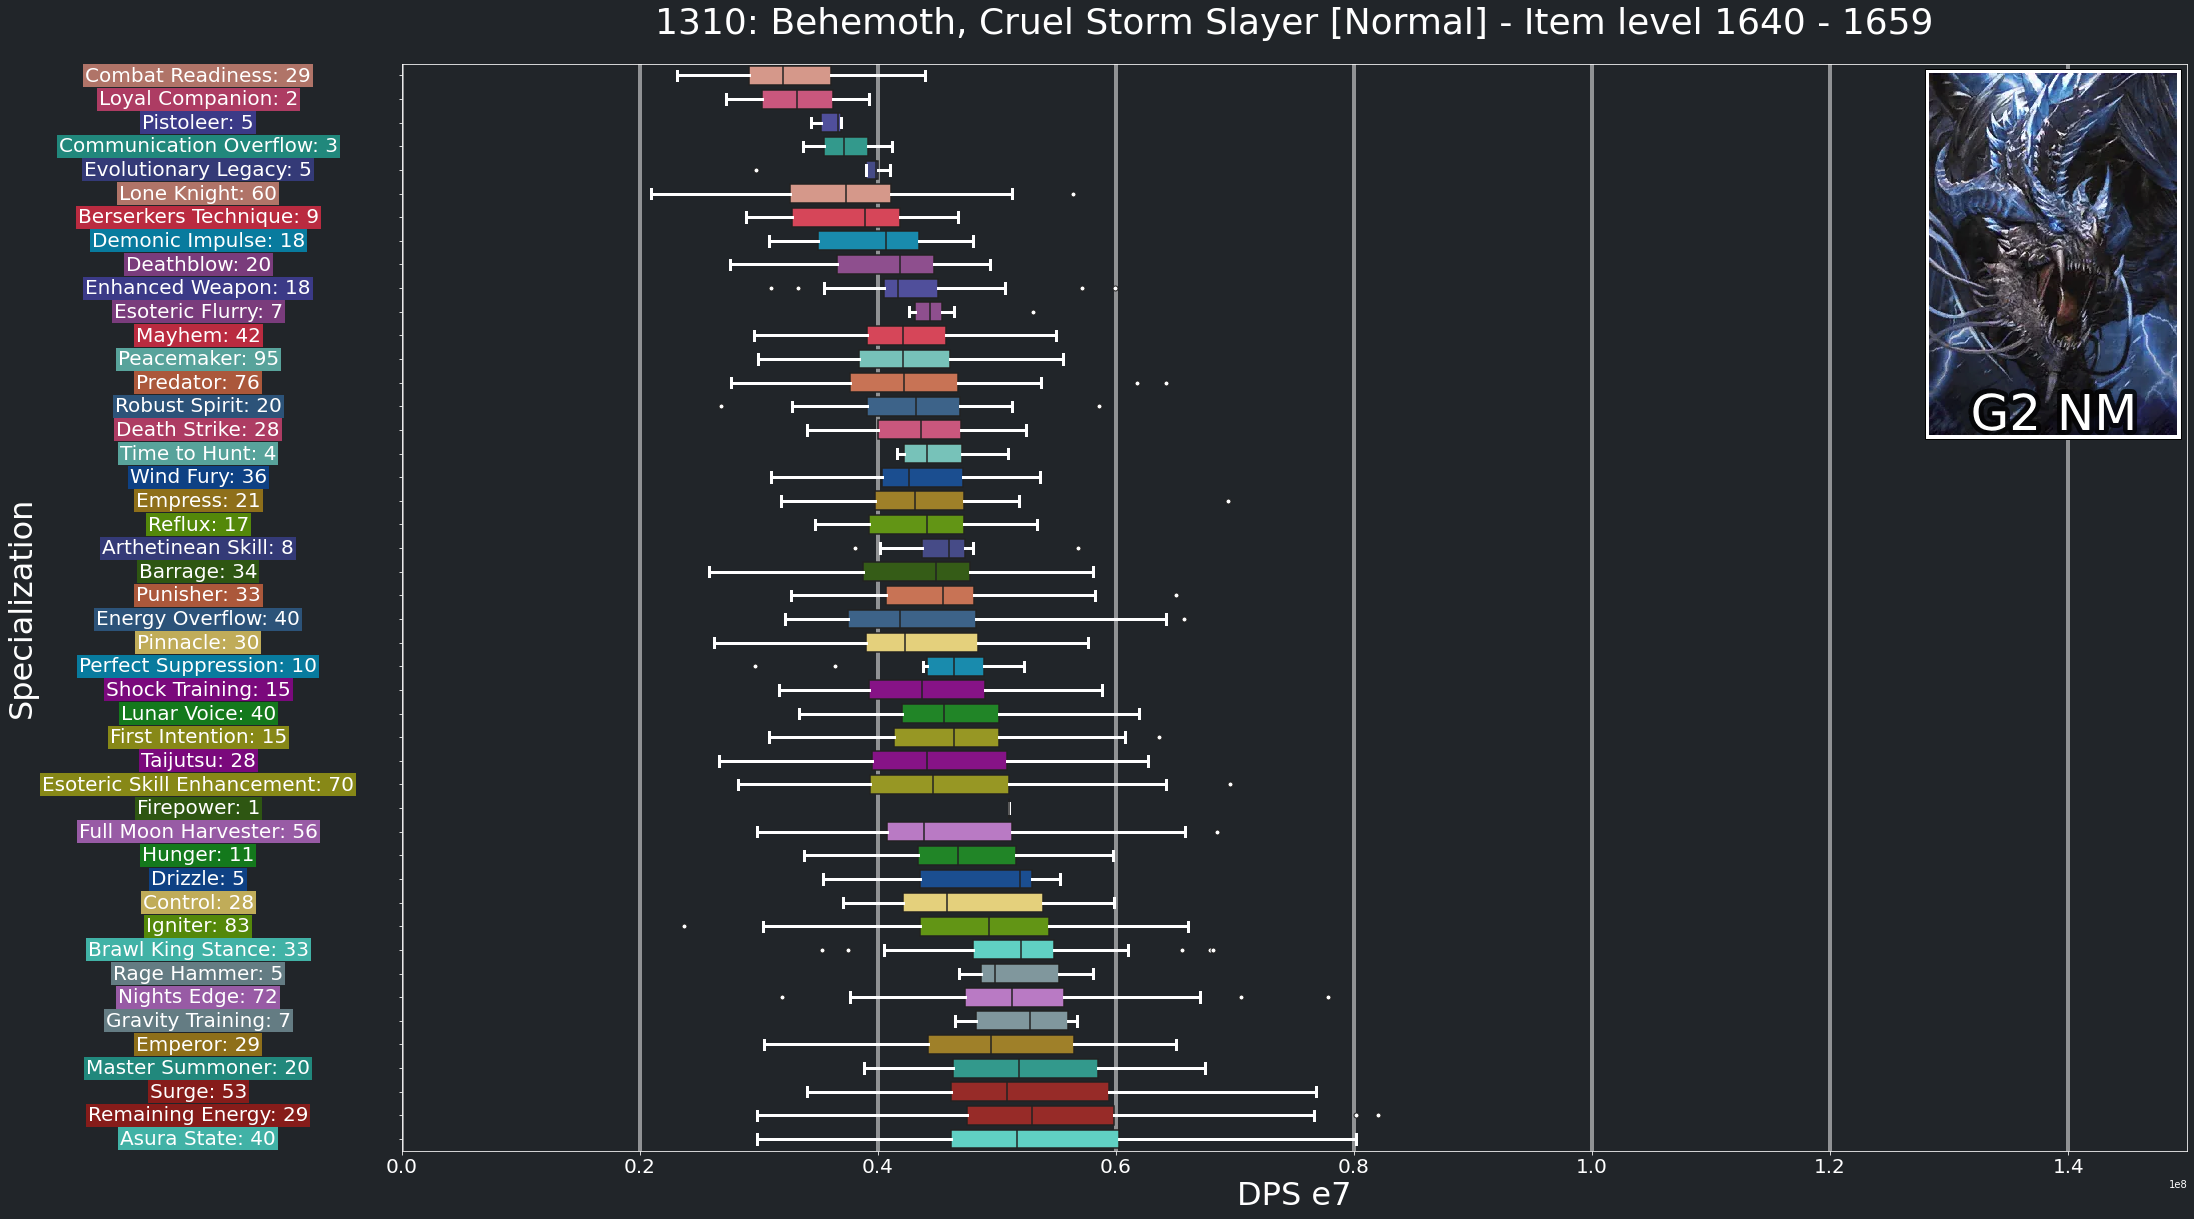 1310: Behemoth, Cruel Storm Slayer [Normal] - Item level 1640 - 1659
Specialization
Combat Readiness: 29
Loyal Companion: 2
Pistoleer: 5
Communication Overflow: 3
Evolutionary Legacy: 5
Lone Knight: 60
Berserkers Technique: 9
Demonic Impulse: 18
Deathblow: 20
Enhanced Weapon: 18
Esoteric Flurry: 7
Mayhem: 42
Peacemaker: 95
Predator: 76
Robust Spirit: 20
Death Strike: 28
Time to Hunt: 4
Wind Fury: 36
Empress: 21
Reflux: 17
Arthetinean Skill: 8
Barrage: 34
Punisher: 33
Energy Overflow: 40
Pinnacle: 30
Perfect Suppression: 10
Shock Training: 15
Lunar Voice: 40
First Intention: 15
Taijutsu: 28
Esoteric Skill Enhancement: 70
Firepower: 1
Full Moon Harvester: 56
Hunger: 11
Drizzle: 5
Control: 28
Igniter: 83
Brawl King Stance: 33
Rage Hammer: 5
Nights Edge: 72
Gravity Training: 7
Emperor: 29
Master Summoner: 20
Surge: 53
Remaining Energy: 29
Asura State: 40
G2 NM
0.0 0.2 0.4 0.6 0.8 1.0 1.2 1.4
DPS e7
1e8